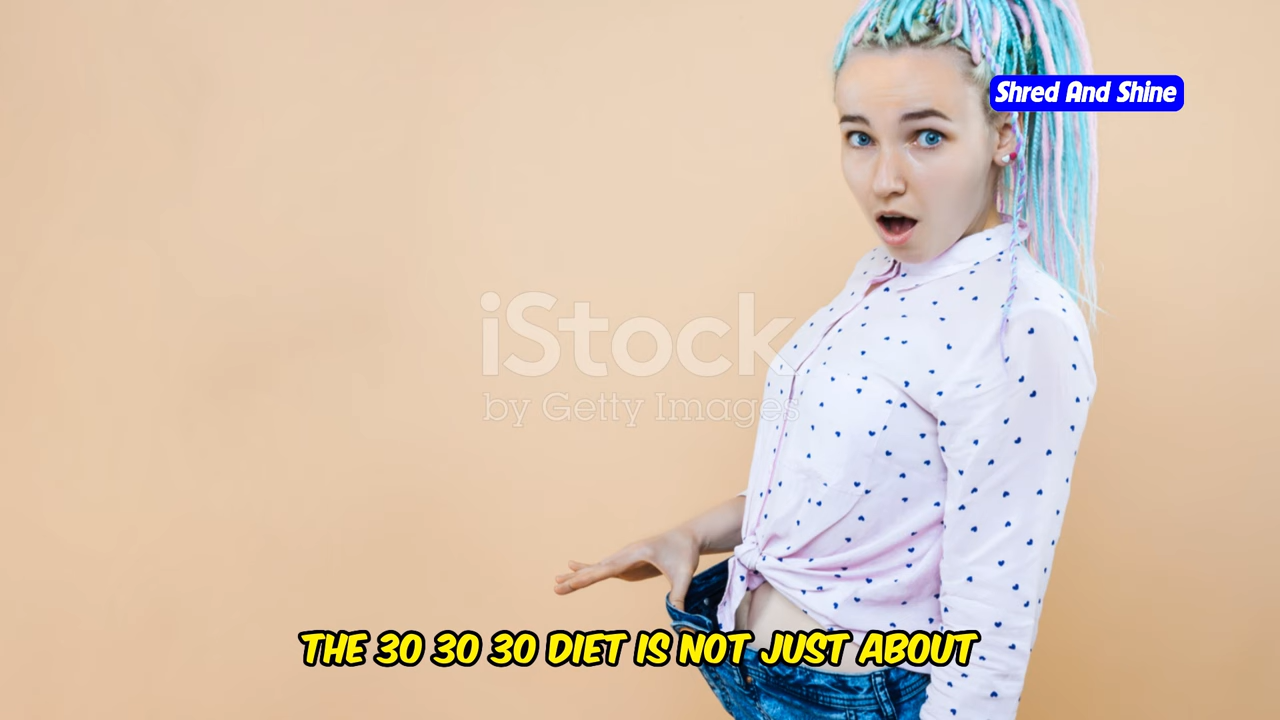 Shred And Shine
iStock
by Getty Images
THE 30 30 30 DIET IS NOT JUST ABOUT